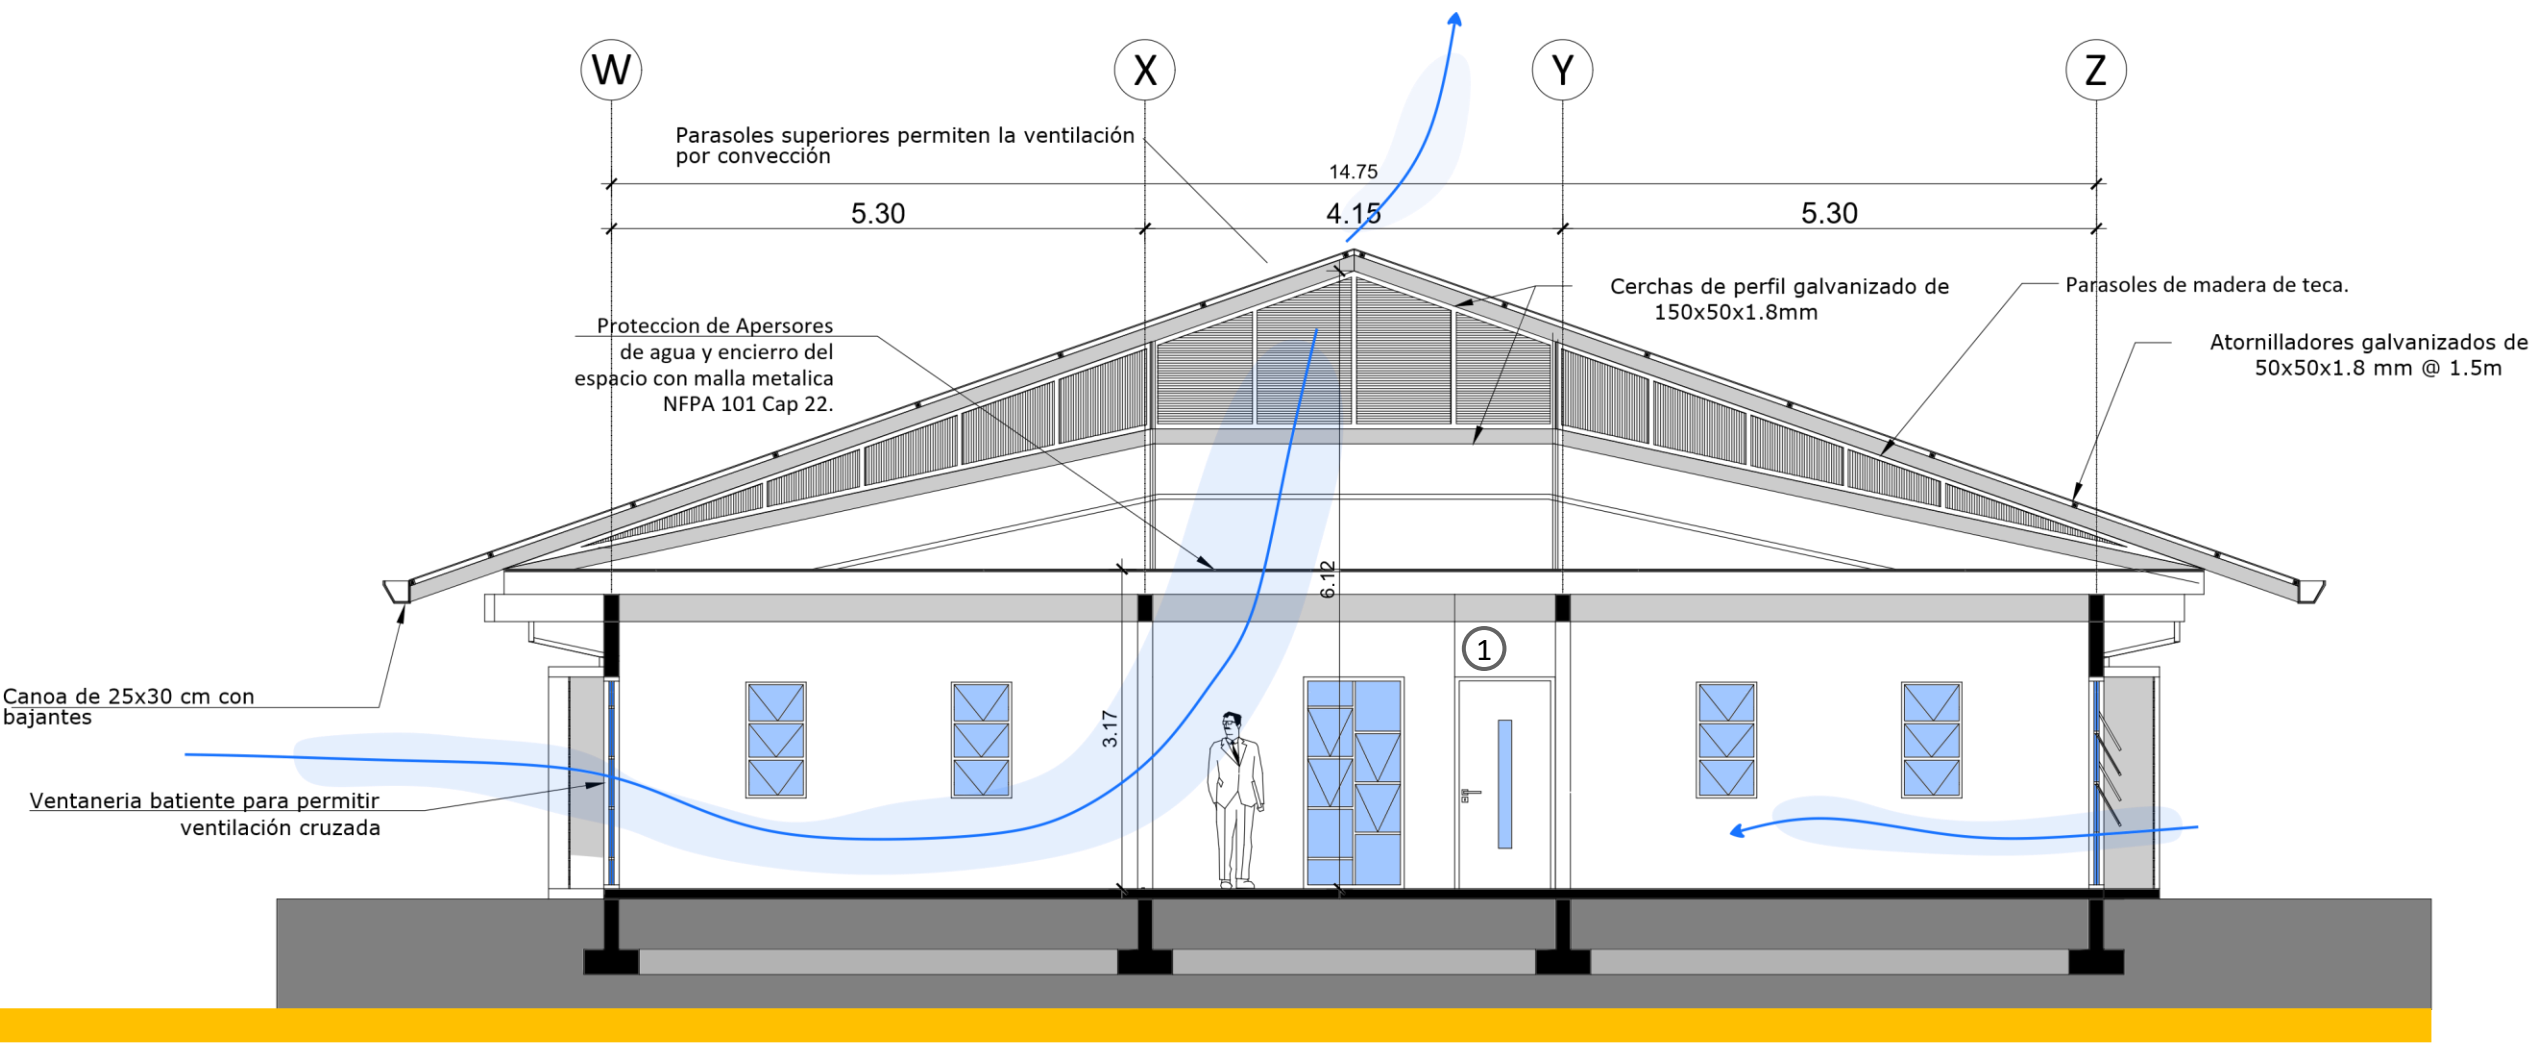 W
X
Y
Z
Parasoles superiores permiten la ventilación
por convección
14.75
5.30
4.15
5.30
Cerchas de perfil galvanizado de
150x50x1.8mm
Parasoles de madera de teca.
Proteccion de Apersores
de agua y encierro del
espacio con malla metalica
NFPA 101 Cap 22.
Atornilladores galvanizados de
50x50x1.8 mm @ 1.5m
6.12
1
Canoa de 25x30 cm con
bajantes
3.17
Ventaneria batiente para permitir
ventilación cruzada